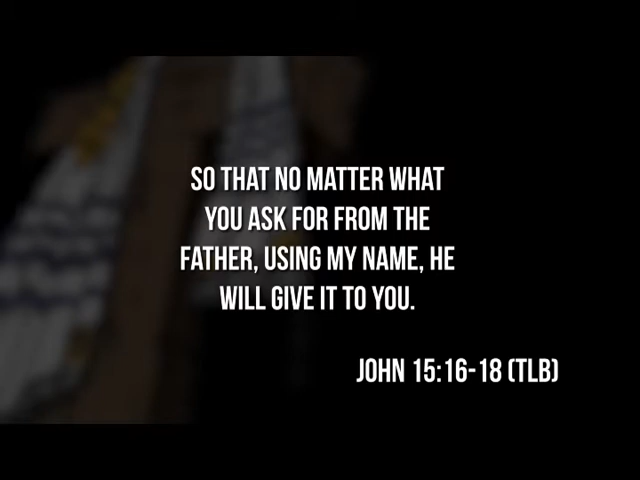 SO THAT NO MATTER WHAT
YOU ASK FOR FROM THE
FATHER, USING MY NAME, HE
WILL GIVE IT TO YOU.
JOHN 15:16-18 (TLB)